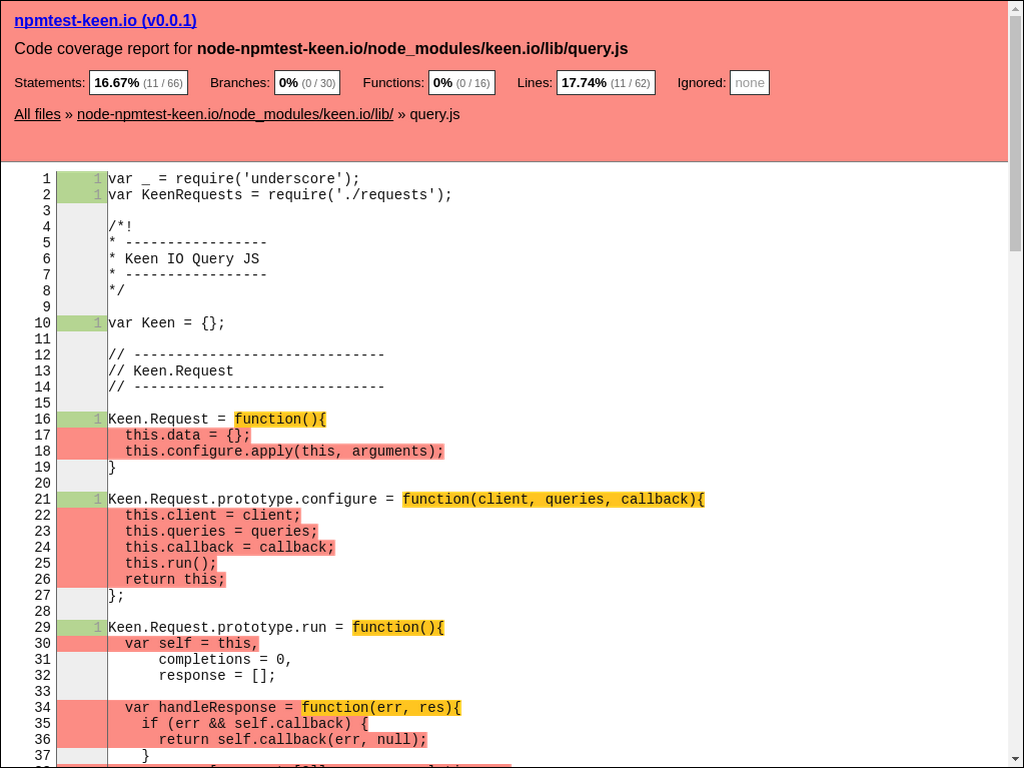 npmtest-keen.io (v0.0.1)
Code coverage report for node-npmtest-keen.io/node_modules/keen.io/lib/query.js
Statements: 16.67% (11 / 66) Branches: 0% (0 / 30) Functions: 0% (0 / 16) Lines: 17.74% (11 / 62) Ignored: none
All files » node-npmtest-keen.io/node_modules/keen.io/lib/ » query.js
1 1 var _ = require('underscore');
2 1 var KeenRequests = require('./requests');
3
4 /*!
5 * -----------------
6 * Keen IO Query JS
7 * -----------------
8 */
9
10 1 var Keen = {};
11
12 // ------------------------------
13 // Keen.Request
14 // ------------------------------
15
16 1 Keen.Request = function(){
17 this.data = {};
18 this.configure.apply(this, arguments);
19 }
20
21 1 Keen.Request.prototype.configure = function(client, queries, callback){
22 this.client = client;
23 this.queries = queries;
24 this.callback = callback;
25 this.run();
26 return this;
27 };
28
29 1 Keen.Request.prototype.run = function(){
30 var self = this,
31 completions = 0,
32 response = [];
33
34 var handleResponse = function(err, res){
35 if (err && self.callback) {
36 return self.callback(err, null);
37 }